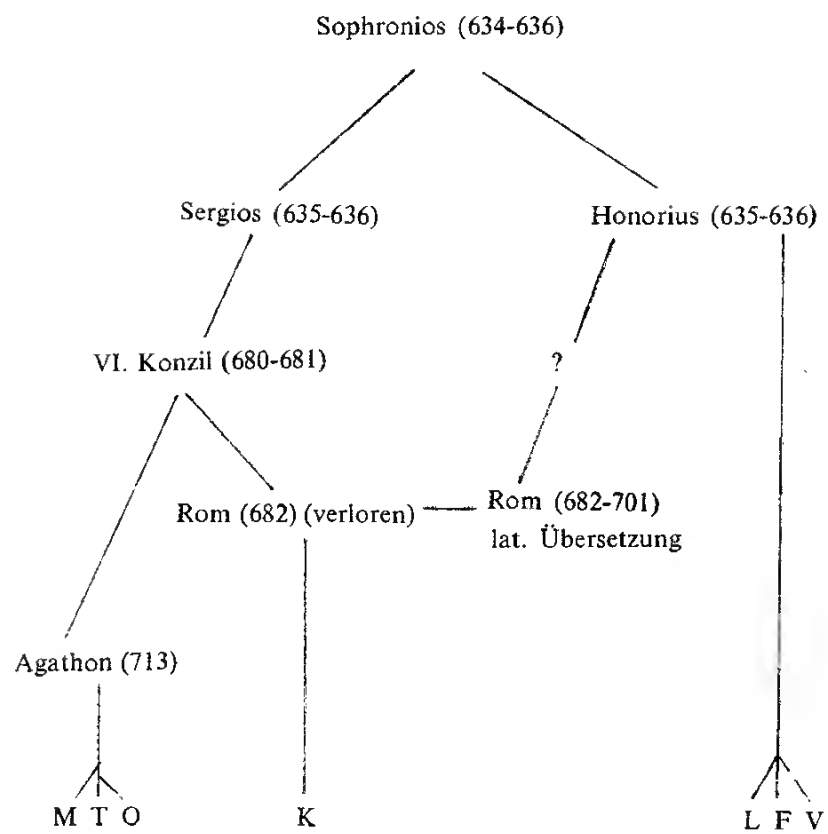 Sophronios (634-636)
Sergios (635-636)
Honorius (635-636)
VI. Konzil (680-681)
?
Rom (682) (verloren)
Rom (682-701)
lat. Übersetzung
Agathon (713)
M T O
K
L F V